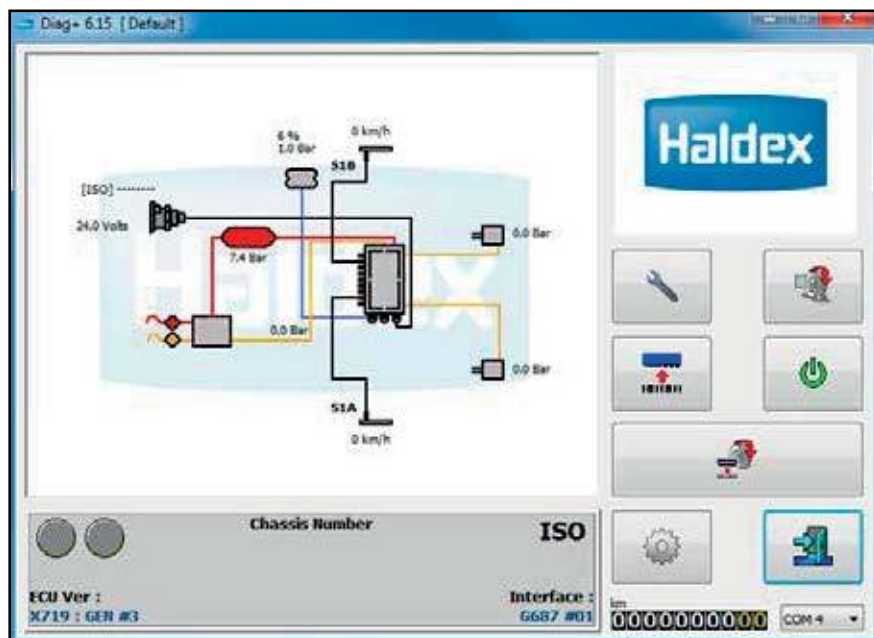 Diag+ 6.15 [Default]
6 %
1.0 Bar
0 km/h
S1B
[ISO] --------
24.0 Volts
7.4 Bar
0.0 Bar
0.0 Bar
0.0 Bar
S1A
0 km/h
Haldex
Haldex
Chassis Number
ISO
ECU Ver :
X719 : GEN #3
Interface :
G687 #01
km
0000000000
COM 4